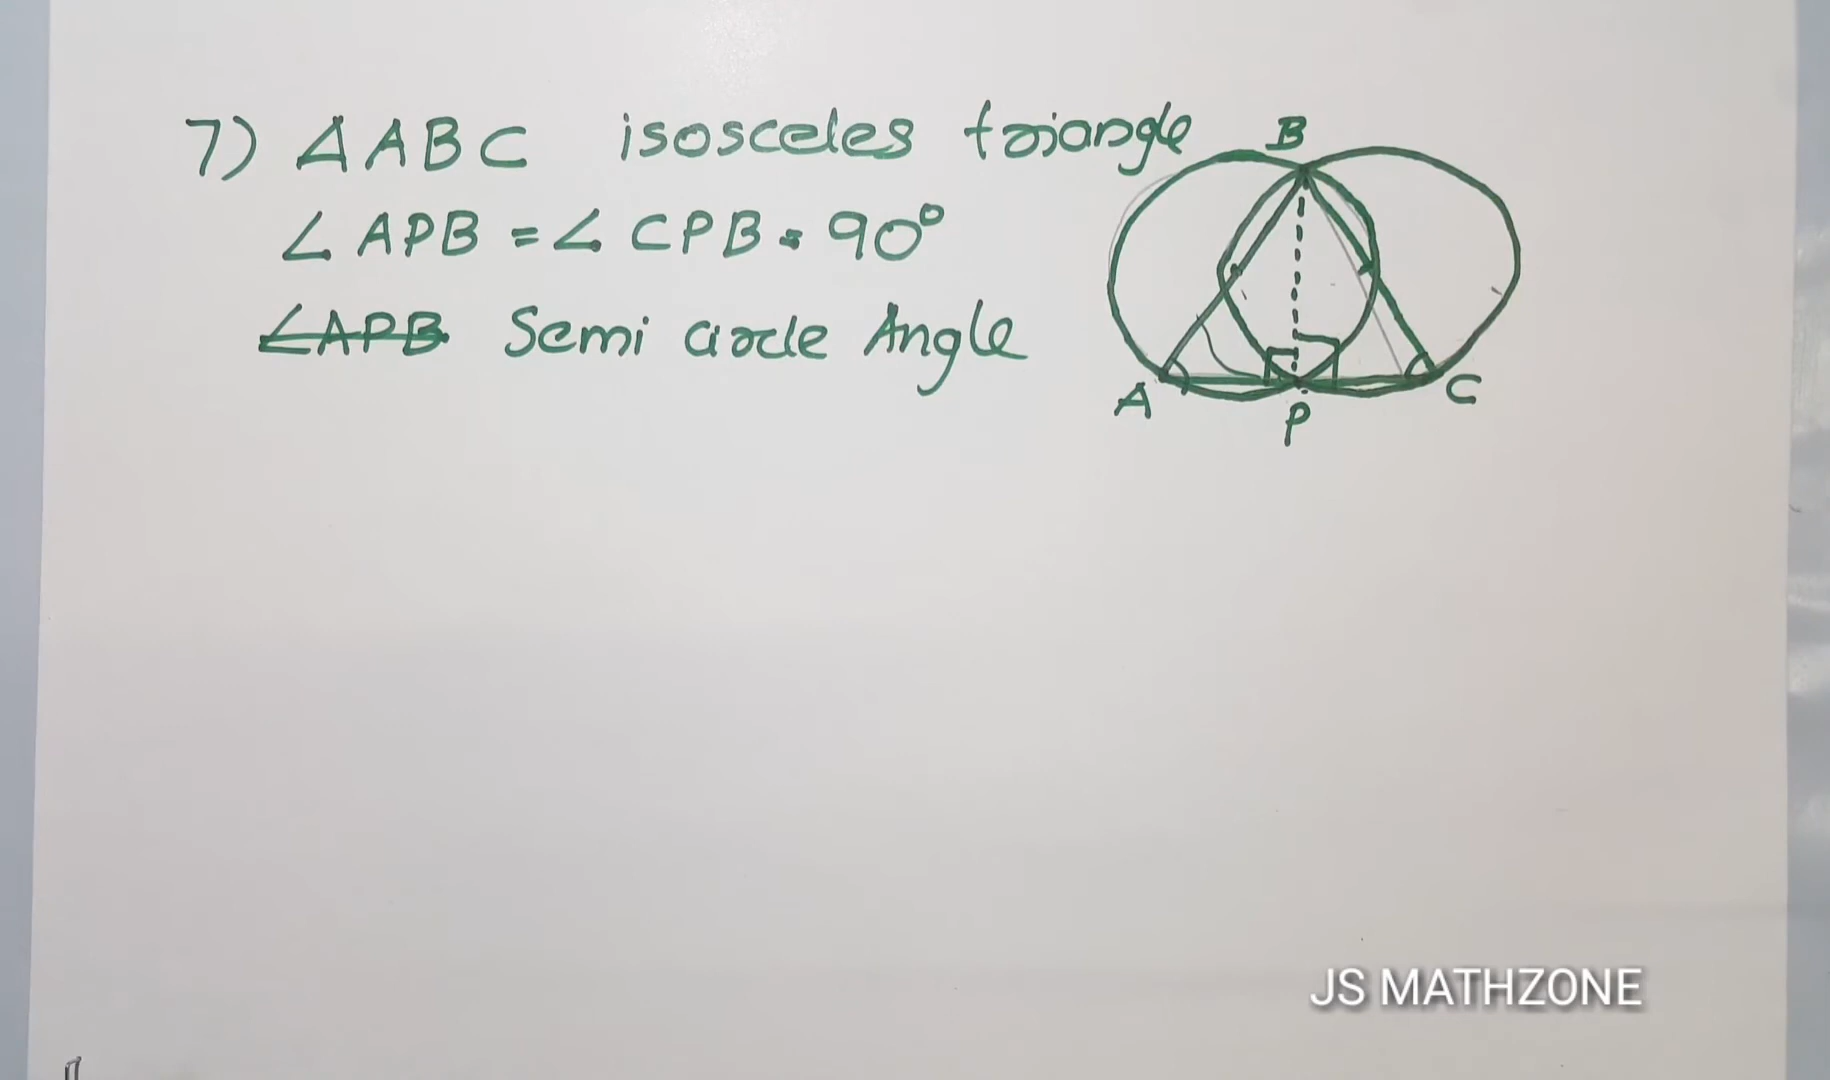 7) ΔABC isosceles triangle
∠APB = ∠CPB = 90°
∠APB Semi circle Angle
B
A
P
C
JS MATHZONE